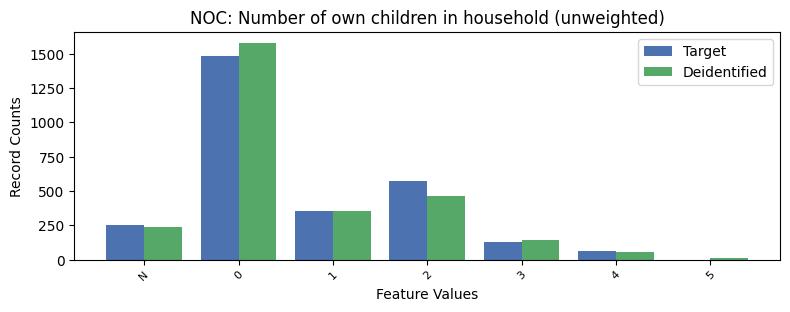 NOC: Number of own children in household (unweighted)
Target
Deidentified
Record Counts
1500
1250
1000
750
500
250
0
N 0 1 2 3 4 5
Feature Values